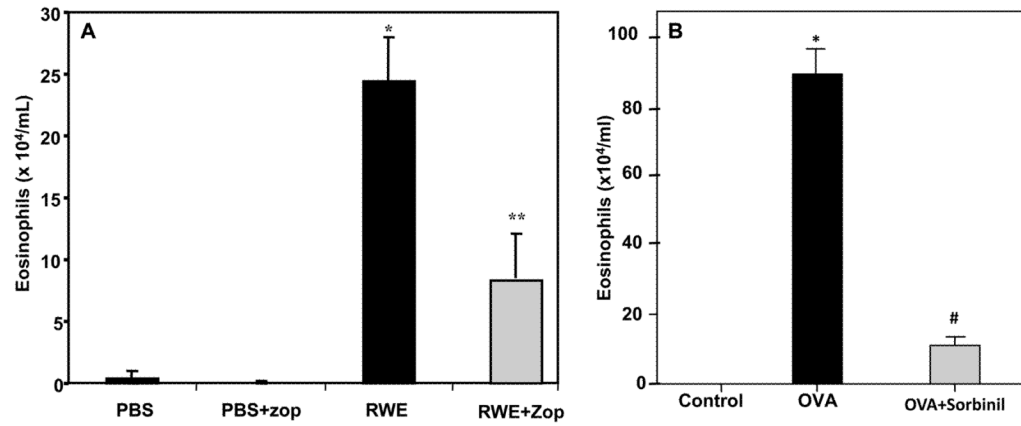 A
Eosinophils (x 10⁴/mL)
30
25
20
15
10
5
0
*
**
PBS
PBS+zop
RWE
RWE+Zop
B
Eosinophils (x10⁴/ml)
100
80
60
40
20
0
*
#
Control
OVA
OVA+Sorbinil